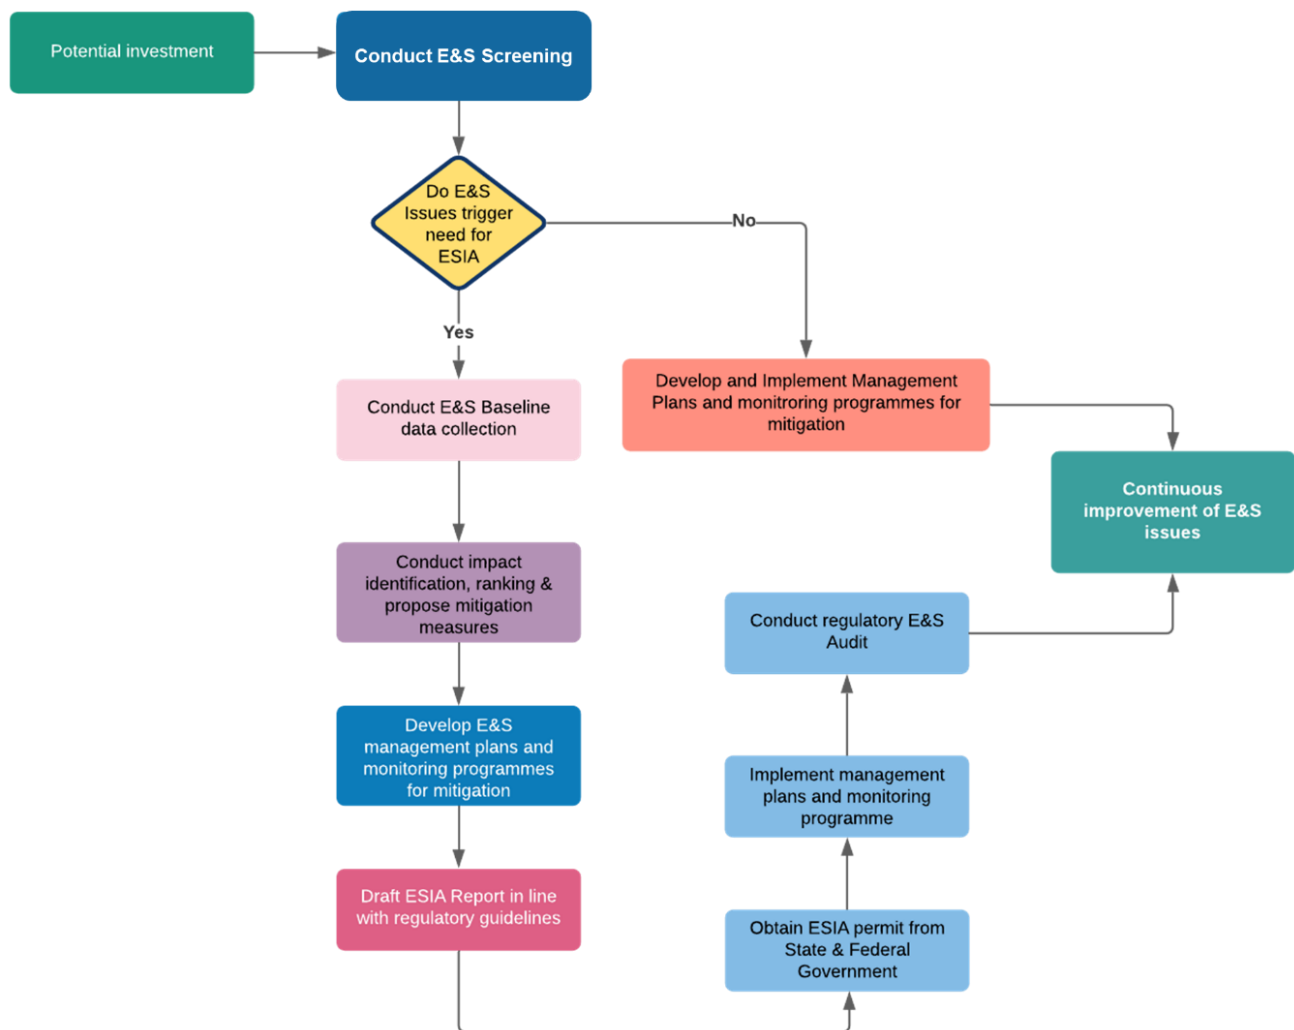 Potential investment
Conduct E&S Screening
Do E&S
Issues trigger
need for
ESIA
No
Yes
Conduct E&S Baseline
data collection
Develop and Implement Management
Plans and monitroring programmes for
mitigation
Continuous
improvement of E&S
issues
Conduct impact
identification, ranking &
propose mitigation
measures
Conduct regulatory E&S
Audit
Develop E&S
management plans and
monitoring programmes
for mitigation
Implement management
plans and monitoring
programme
Draft ESIA Report in line
with regulatory guidelines
Obtain ESIA permit from
State & Federal
Government